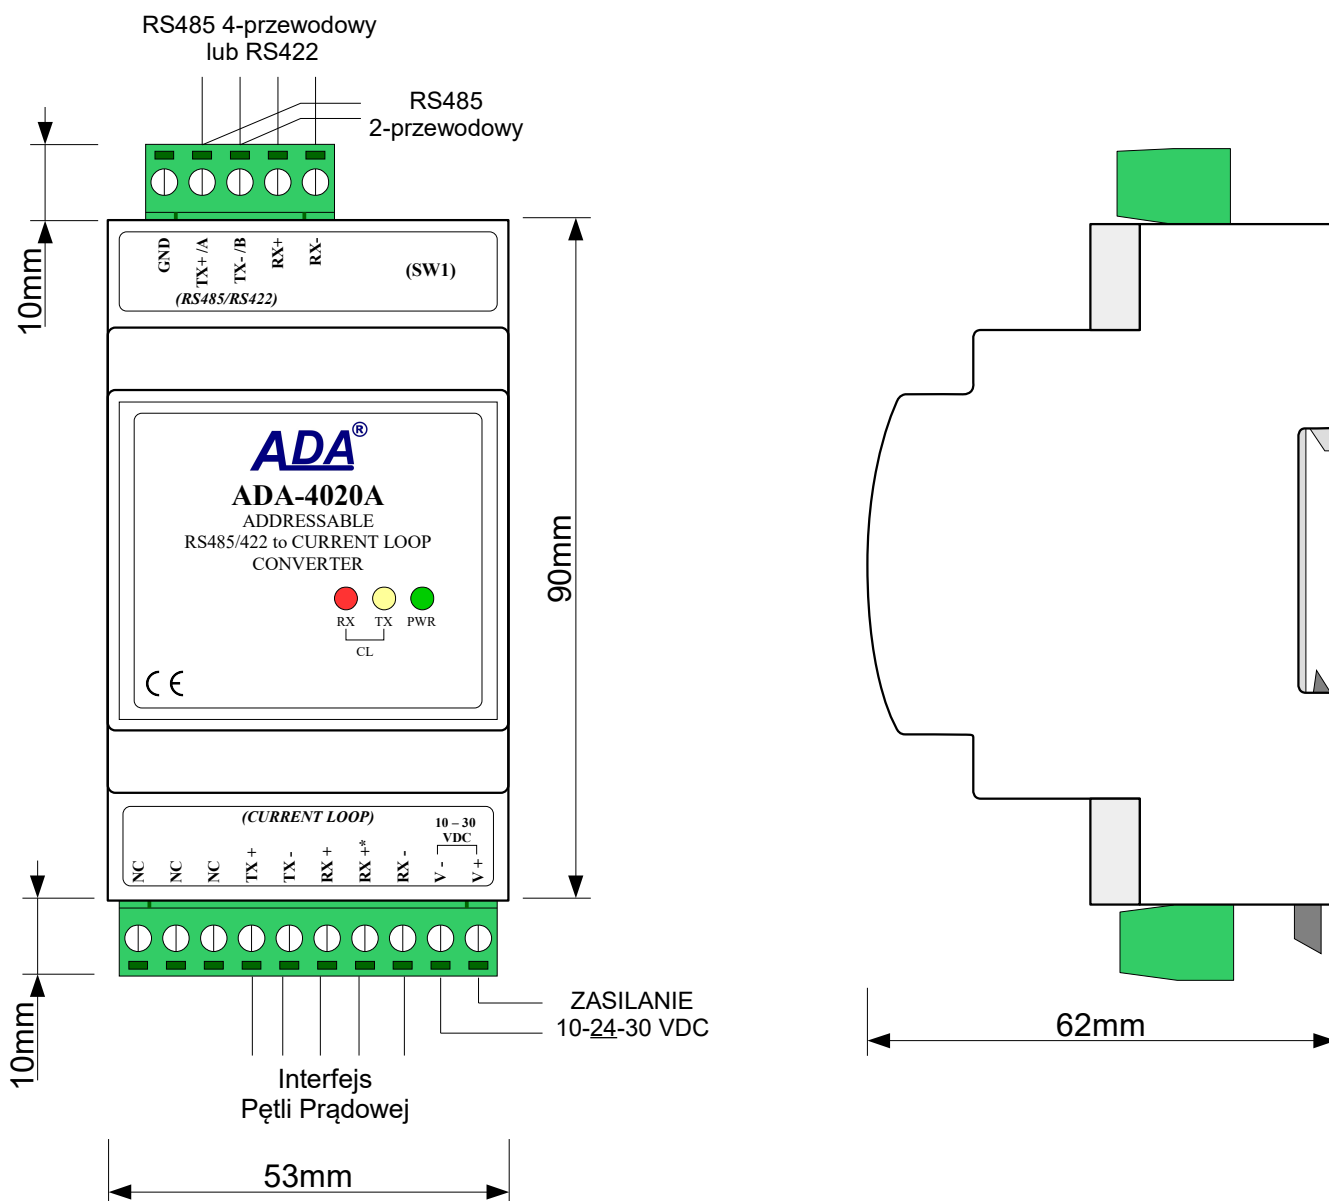 RS485 4-przewodowy
lub RS422
RS485
2-przewodowy
10mm
GND
TX+ /A
TX- /B
RX+
RX-
(SW1)
(RS485/RS422)
ADA®
ADA-4020A
ADDRESSABLE
RS485/422 to CURRENT LOOP
CONVERTER
RX TX PWR
CL
CE
90mm
(CURRENT LOOP)
10 – 30
VDC
NC
NC
NC
TX +
TX -
RX +
RX +*
RX -
V -
V +
10mm
ZASILANIE
10-24-30 VDC
Interfejs
Pętli Prądowej
53mm
62mm